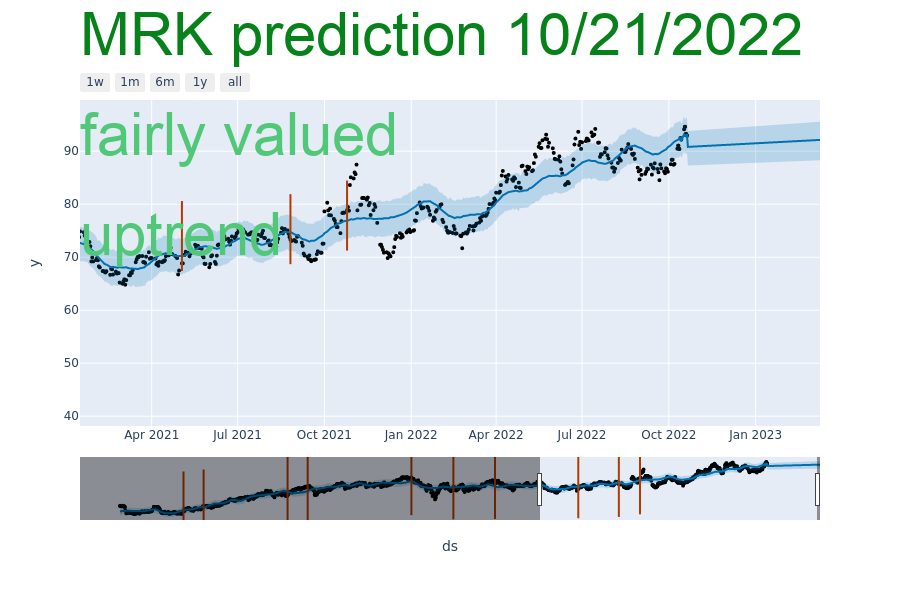 MRK prediction 10/21/2022
1w 1m 6m 1y all
fairly valued
90
80
uptrend
70
y
60
50
40
Apr 2021 Jul 2021 Oct 2021 Jan 2022 Apr 2022 Jul 2022 Oct 2022 Jan 2023
ds